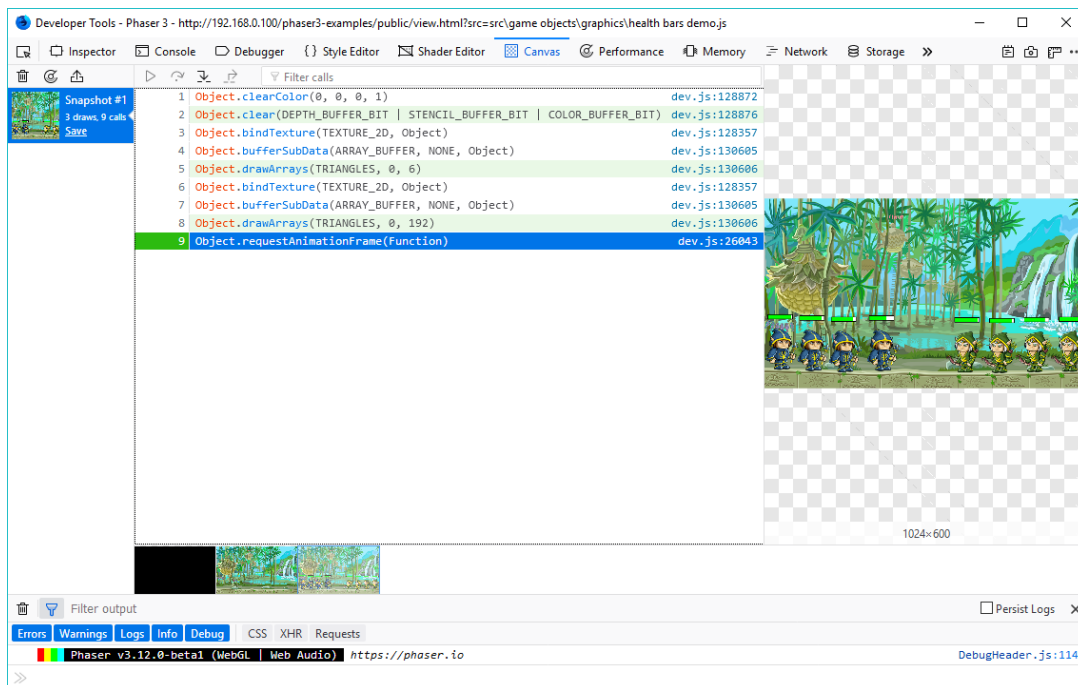 Developer Tools - Phaser 3 - http://192.168.0.100/phaser3-examples/public/view.html?src=src\game objects\graphics\health bars demo.js
Inspector Console Debugger {} Style Editor Shader Editor Canvas Performance Memory Network Storage
Filter calls
Snapshot #1
3 draws, 9 calls
Save
1 Object.clearColor(0, 0, 0, 1) dev.js:128872
2 Object.clear(DEPTH_BUFFER_BIT | STENCIL_BUFFER_BIT | COLOR_BUFFER_BIT) dev.js:128876
3 Object.bindTexture(TEXTURE_2D, Object) dev.js:128357
4 Object.bufferSubData(ARRAY_BUFFER, NONE, Object) dev.js:130605
5 Object.drawArrays(TRIANGLES, 0, 6) dev.js:130606
6 Object.bindTexture(TEXTURE_2D, Object) dev.js:128357
7 Object.bufferSubData(ARRAY_BUFFER, NONE, Object) dev.js:130605
8 Object.drawArrays(TRIANGLES, 0, 192) dev.js:130606
9 Object.requestAnimationFrame(Function) dev.js:26043
1024×600
Filter output Persist Logs
Errors Warnings Logs Info Debug CSS XHR Requests
Phaser v3.12.0-beta1 (WebGL | Web Audio) https://phaser.io DebugHeader.js:114